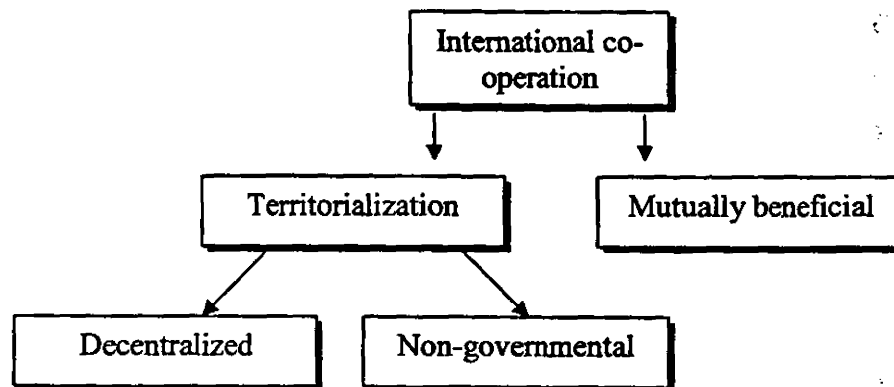 International co-
operation
Territorialization
Mutually beneficial
Decentralized
Non-governmental